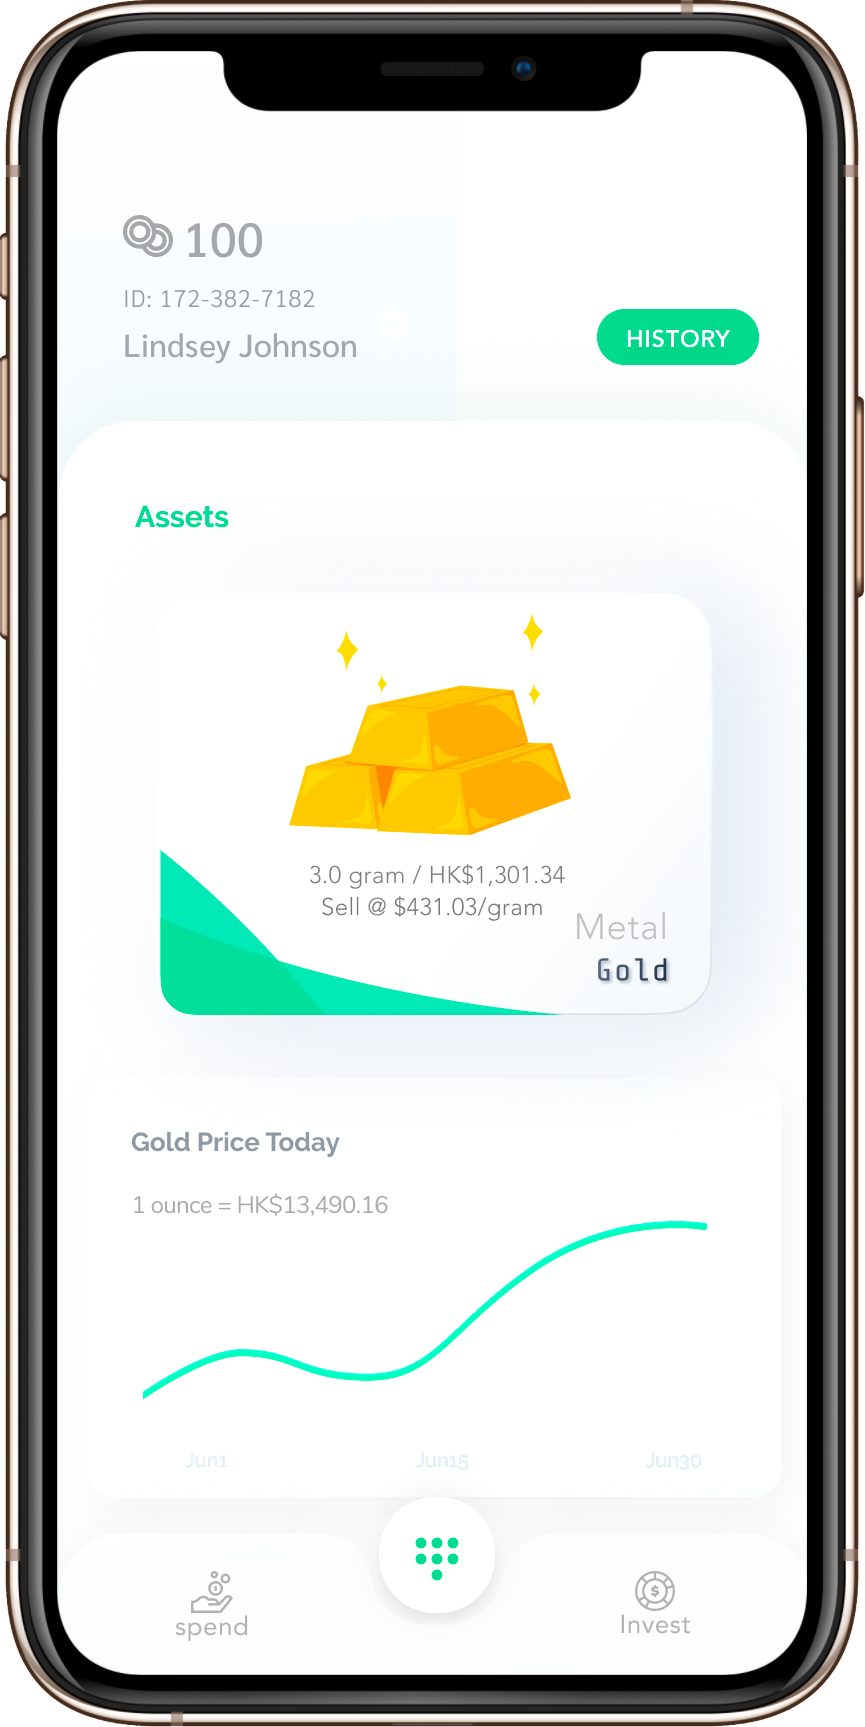 100
ID: 172-382-7182
Lindsey Johnson
HISTORY
Assets
3.0 gram / HK$1,301.34
Sell @ $431.03/gram
Metal
Gold
Gold Price Today
1 ounce = HK$13,490.16
Jun1 Jun15 Jun30
spend
Invest